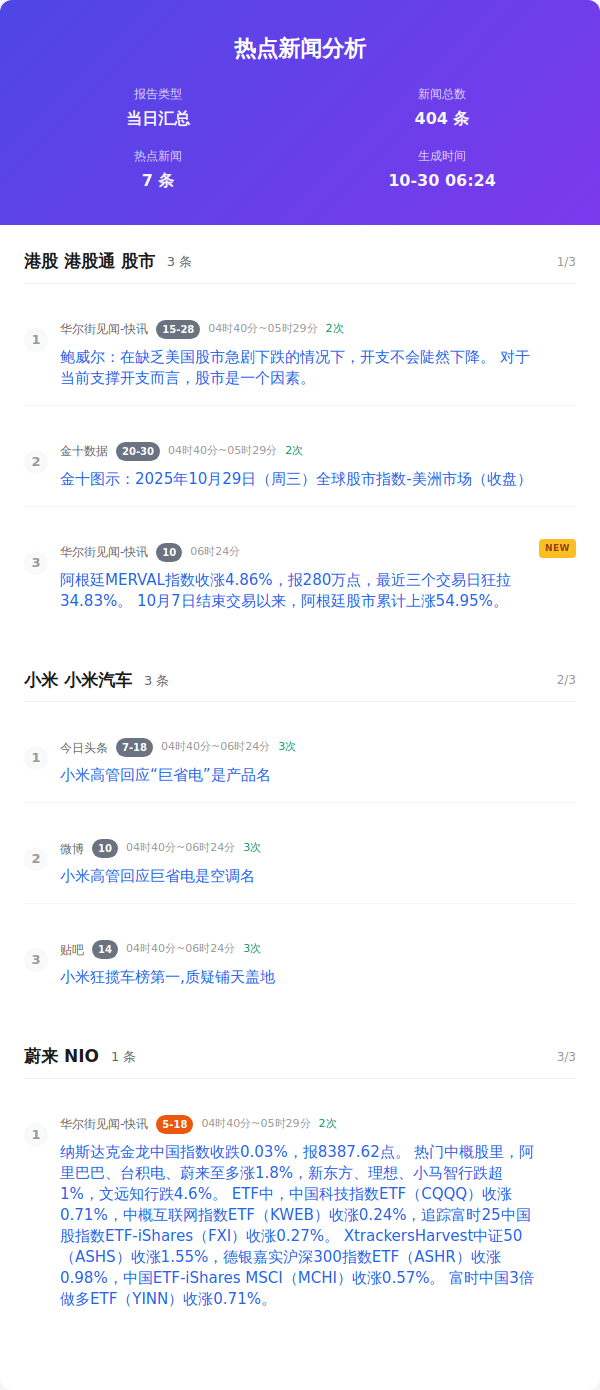 热点新闻分析
报告类型
当日汇总
新闻总数
404 条
热点新闻
7 条
生成时间
10-30 06:24
港股 港股通 股市 3 条 1/3
1 华尔街见闻-快讯 15-28 04时40分~05时29分 2次
鲍威尔：在缺乏美国股市急剧下跌的情况下，开支不会陡然下降。 对于
当前支撑开支而言，股市是一个因素。
2 金十数据 20-30 04时40分~05时29分 2次
金十图示：2025年10月29日（周三）全球股市指数-美洲市场（收盘）
3 华尔街见闻-快讯 10 06时24分 NEW
阿根廷MERVAL指数收涨4.86%，报280万点，最近三个交易日狂拉
34.83%。 10月7日结束交易以来，阿根廷股市累计上涨54.95%。
小米 小米汽车 3 条 2/3
1 今日头条 7-18 04时40分~06时24分 3次
小米高管回应“巨省电”是产品名
2 微博 10 04时40分~06时24分 3次
小米高管回应巨省电是空调名
3 贴吧 14 04时40分~06时24分 3次
小米狂揽车榜第一,质疑铺天盖地
蔚来 NIO 1 条 3/3
1 华尔街见闻-快讯 5-18 04时40分~05时29分 2次
纳斯达克金龙中国指数收跌0.03%，报8387.62点。 热门中概股里，阿
里巴巴、台积电、蔚来至多涨1.8%，新东方、理想、小马智行跌超
1%，文远知行跌4.6%。 ETF中，中国科技指数ETF（CQQQ）收涨
0.71%，中概互联网指数ETF（KWEB）收涨0.24%，追踪富时25中国
股指数ETF-iShares（FXI）收涨0.27%。 XtrackersHarvest中证50
（ASHS）收涨1.55%，德银嘉实沪深300指数ETF（ASHR）收涨
0.98%，中国ETF-iShares MSCI（MCHI）收涨0.57%。 富时中国3倍
做多ETF（YINN）收涨0.71%。